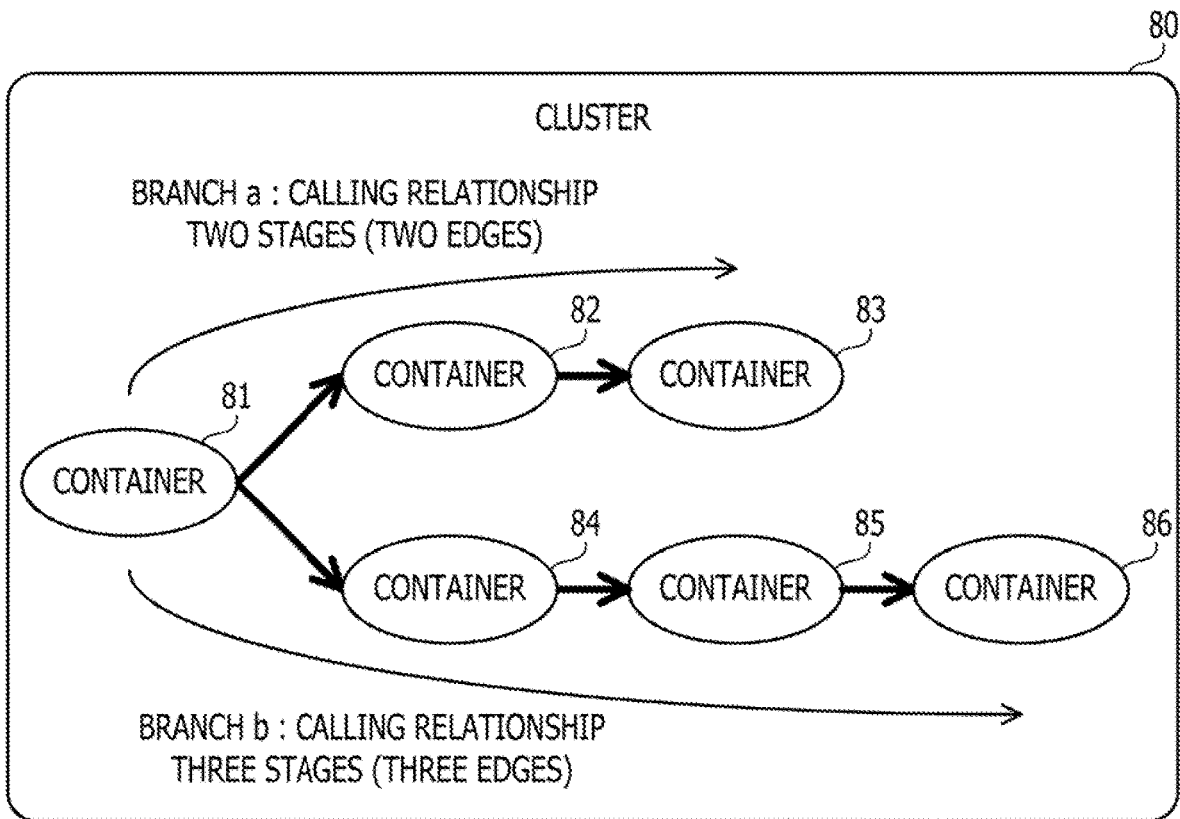 80
CLUSTER
BRANCH a : CALLING RELATIONSHIP
TWO STAGES (TWO EDGES)
82
83
CONTAINER
CONTAINER
81
CONTAINER
84
85
86
CONTAINER
CONTAINER
CONTAINER
BRANCH b : CALLING RELATIONSHIP
THREE STAGES (THREE EDGES)